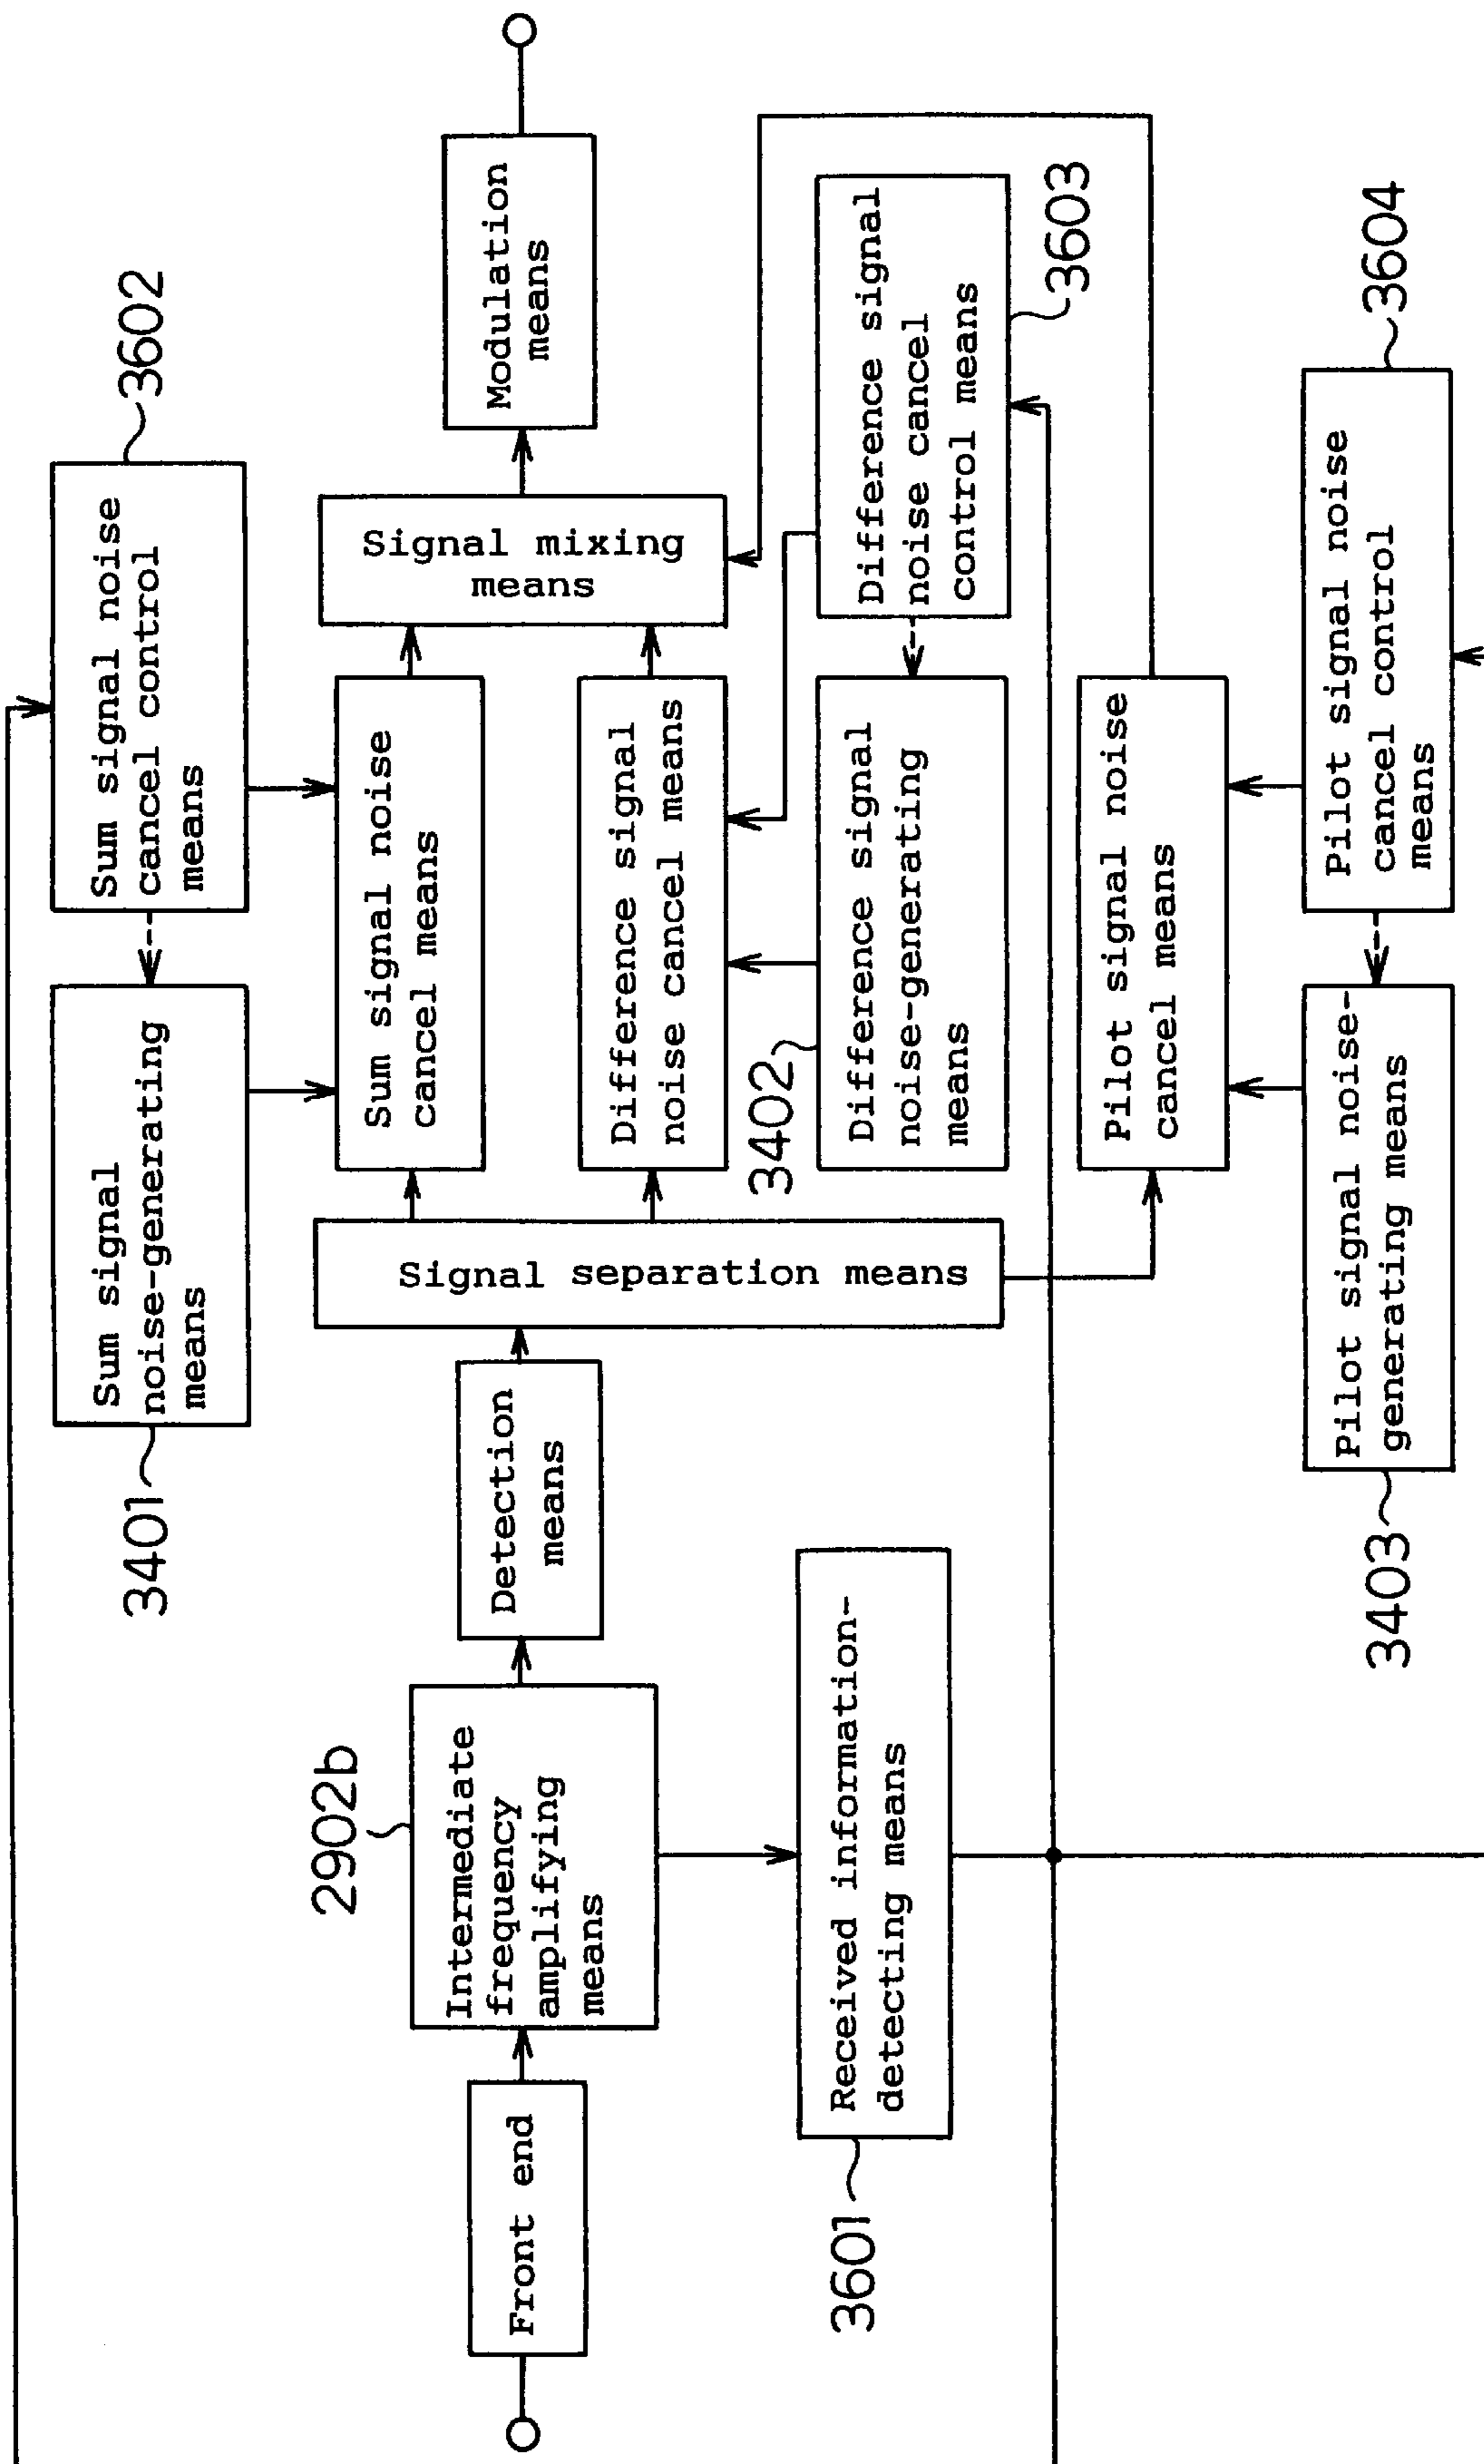 3401
Sum signal
noise-generating
means
3602
Sum signal noise
cancel control
means
2902b
Front end
Intermediate
frequency
amplifying
means
Detection
means
Signal separation means
Sum signal noise
cancel means
Signal mixing
means
Modulation
means
Difference signal
noise cancel means
3402
Difference signal
noise-generating
means
Difference signal
noise cancel
control means
3603
3601
Received information-
detecting means
Pilot signal noise
cancel means
3403
Pilot signal noise-
generating means
3604
Pilot signal noise
cancel control
means